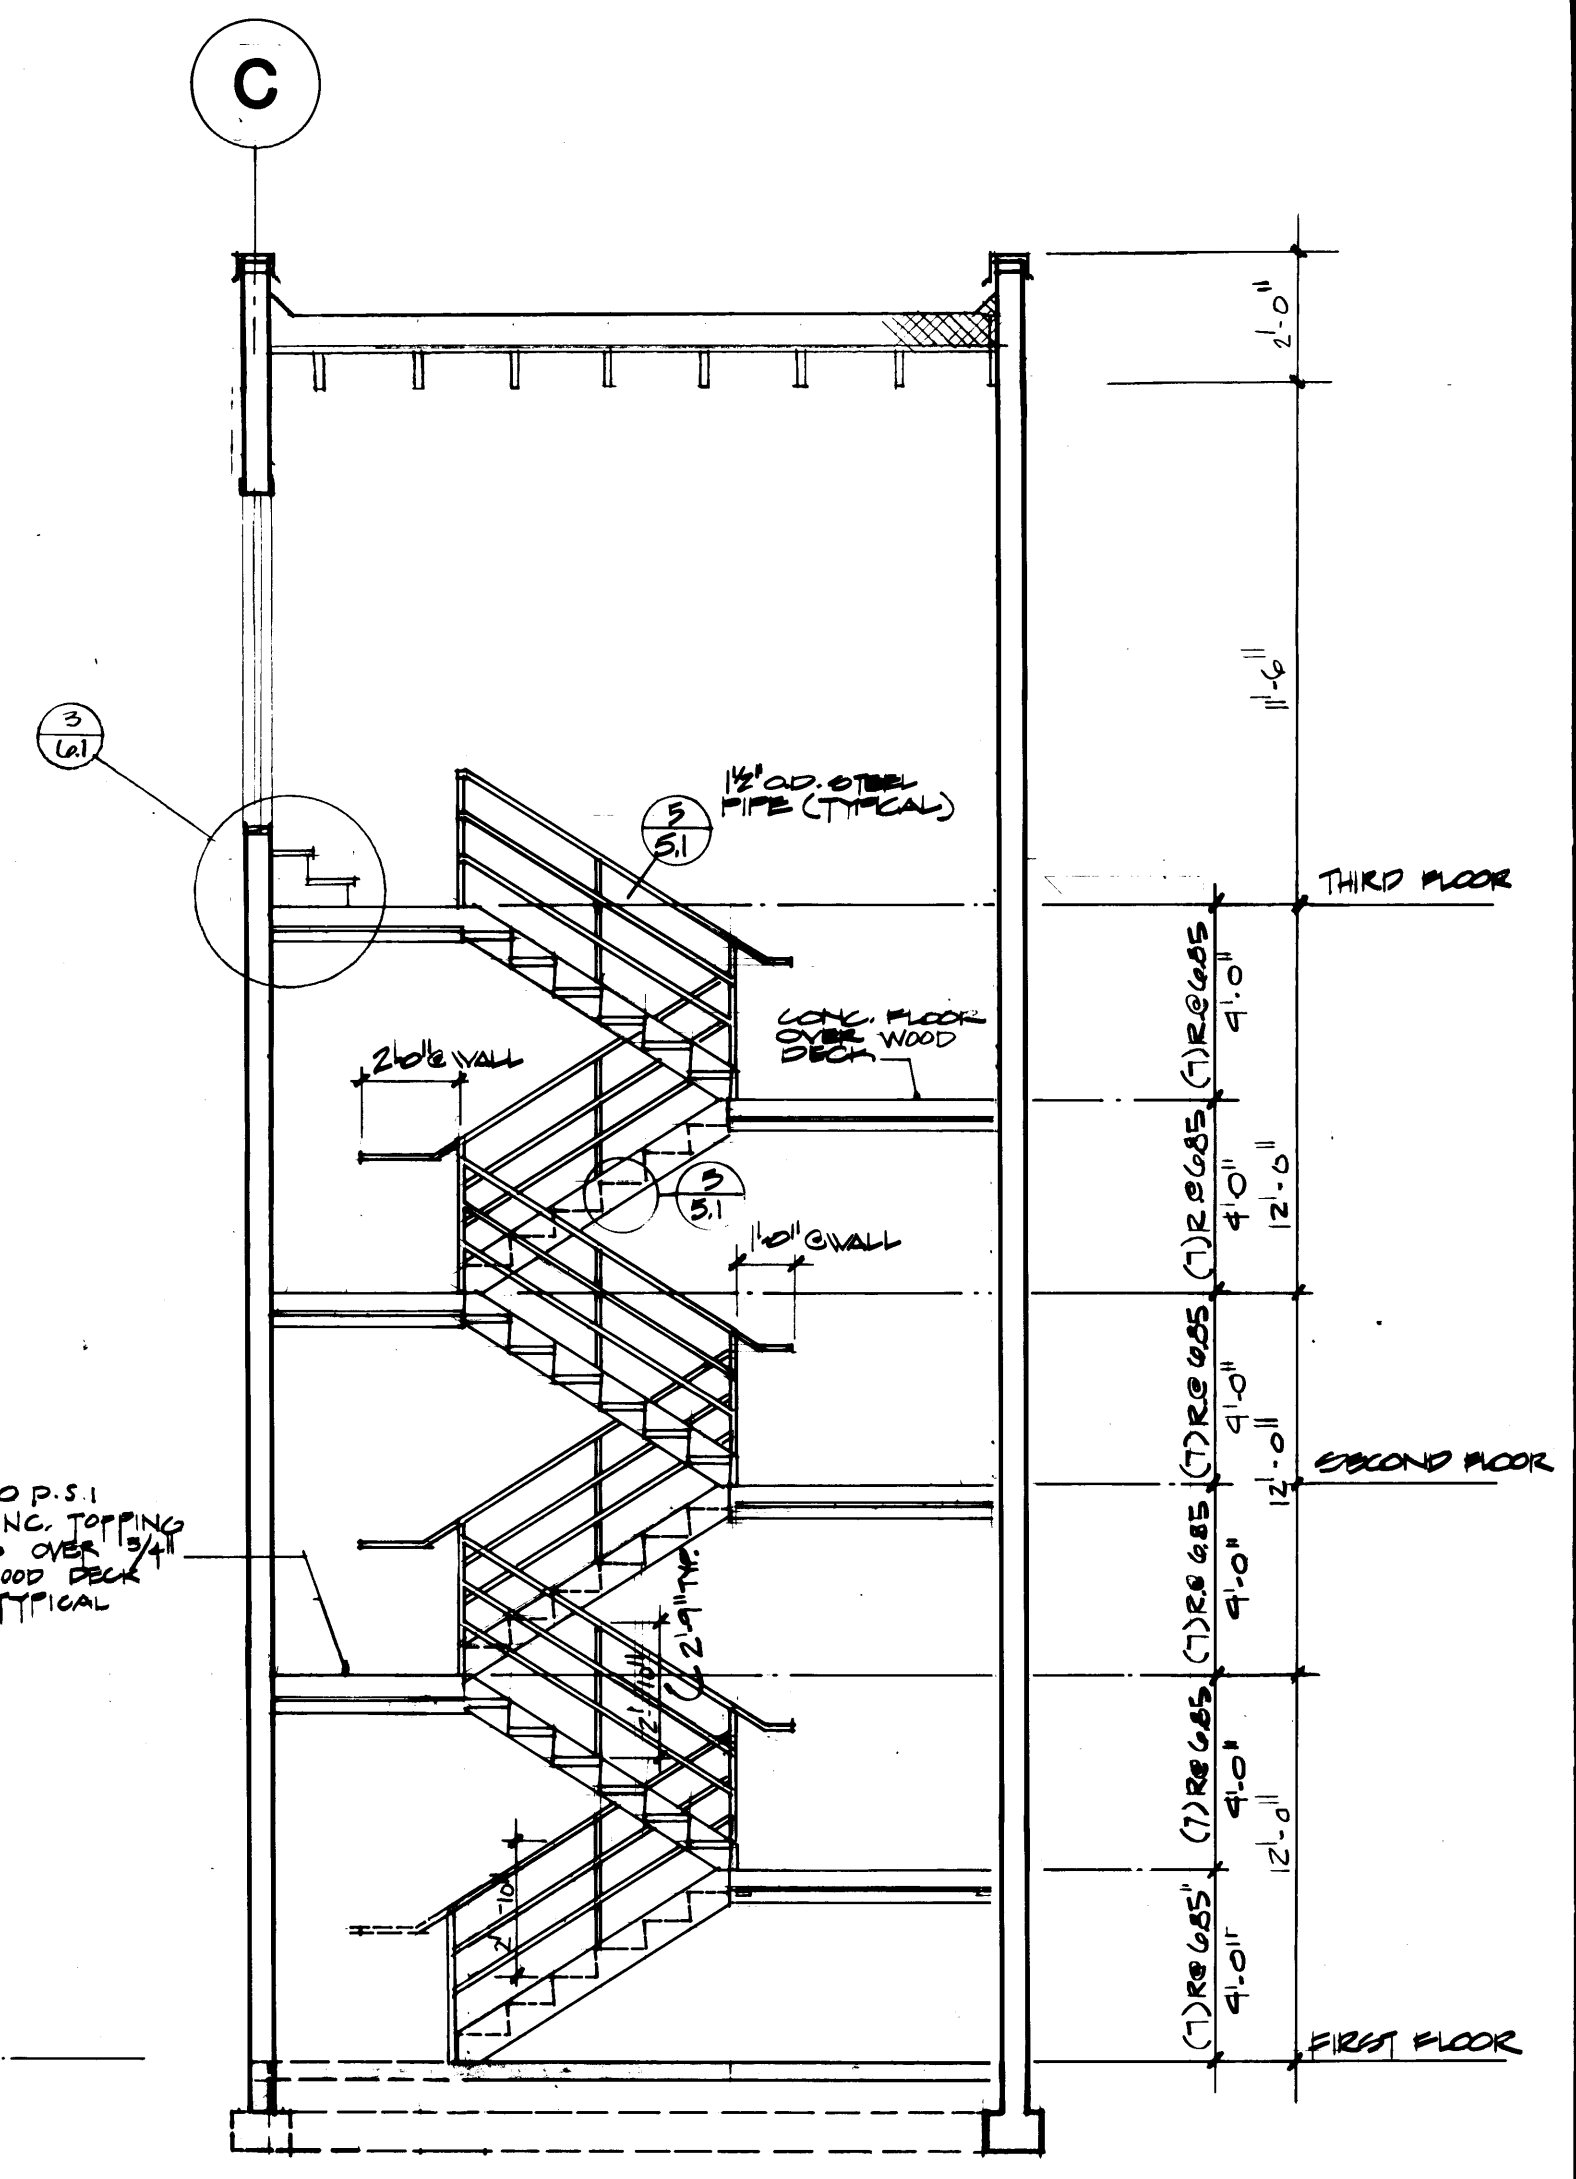 C
2'-0"
11'-6"
3
6.1
1½" O.D. STEEL
PIPE (TYPICAL)
5
5.1
THIRD FLOOR
(7) R. @ 6.85
4'-0"
CONC. FLOOR
OVER WOOD
DECK
2'-0" @ WALL
(7) R. @ 6.85
4'-0"
12'-0"
3
5.1
1'-0" @ WALL
(7) R. @ 6.85
4'-0"
12'-0"
SECOND FLOOR
0 P.S.I
NC. TOPPING
OVER 3/4"
OOD DECK
TYPICAL
(7) R. @ 6.85
4'-0"
2'-9" TYP.
2'-10"
(7) R@ 6.85
4'-0"
12'-0"
2'-10"
(7) R@ 6.85"
4'-0"
FIRST FLOOR